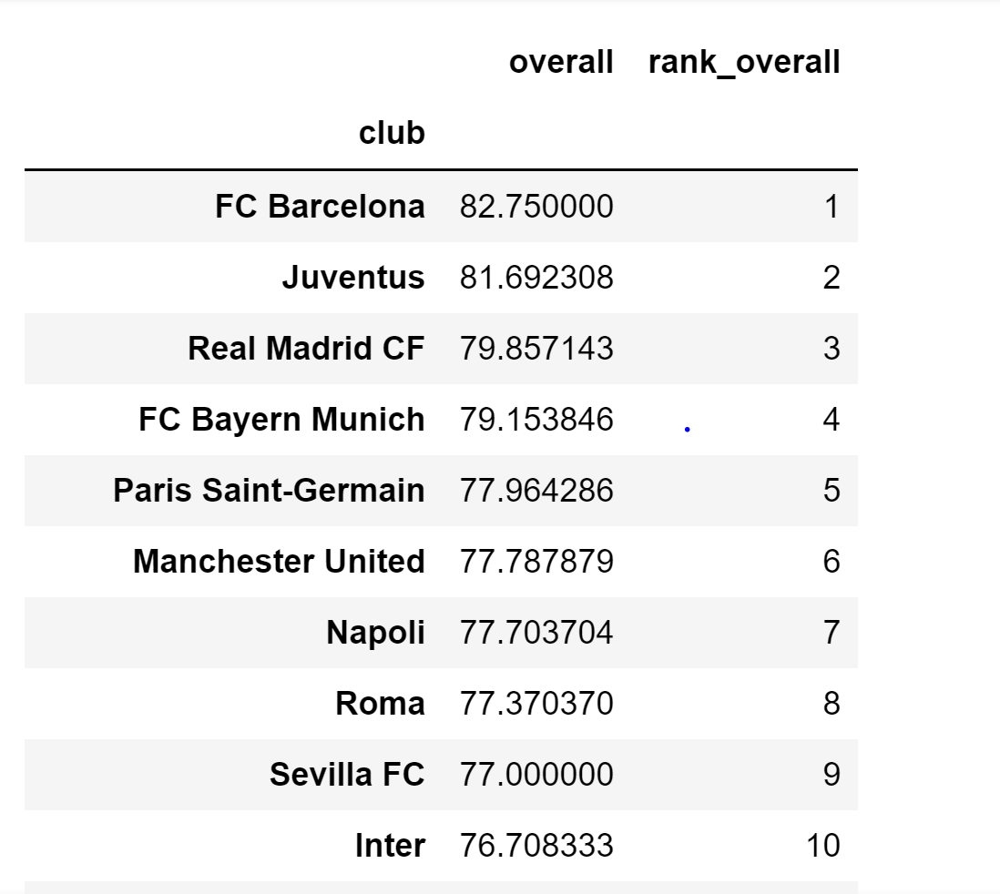 overall rank_overall
club
FC Barcelona 82.750000 1
Juventus 81.692308 2
Real Madrid CF 79.857143 3
FC Bayern Munich 79.153846 4
Paris Saint-Germain 77.964286 5
Manchester United 77.787879 6
Napoli 77.703704 7
Roma 77.370370 8
Sevilla FC 77.000000 9
Inter 76.708333 10